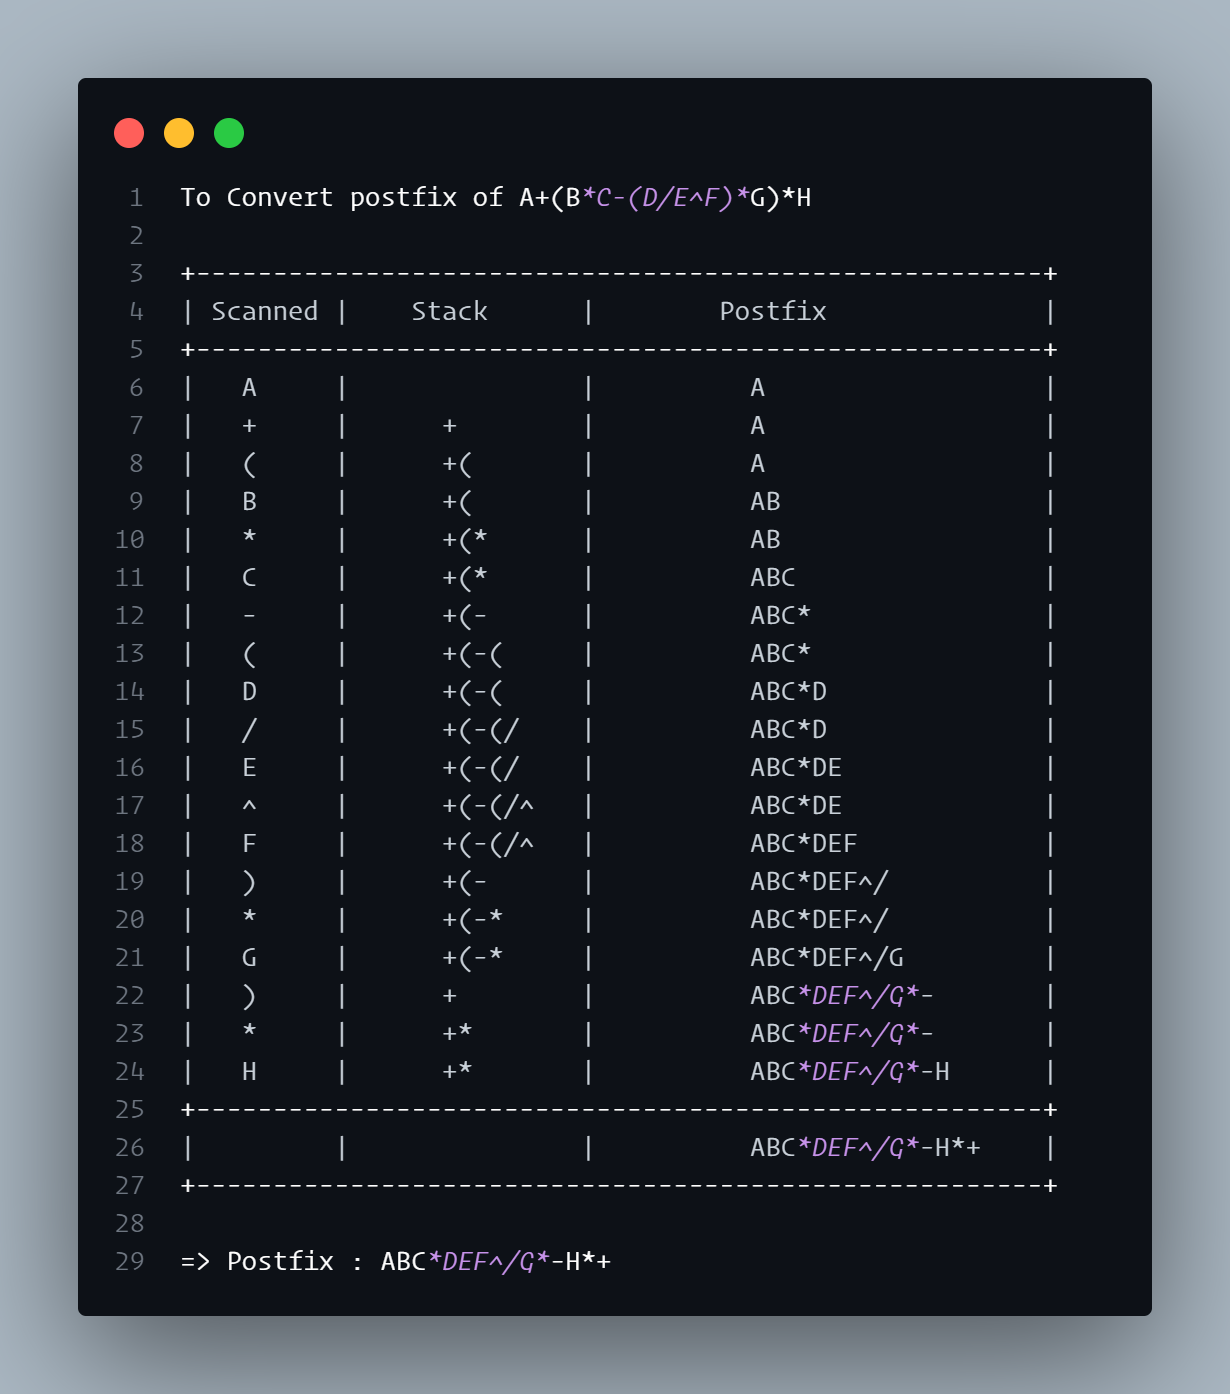 1 To Convert postfix of A+(B*C-(D/E^F)*G)*H
2
3 +-------------------------------------------------------+
4 | Scanned |    Stack      |        Postfix              |
5 +-------------------------------------------------------+
6 |   A     |               |          A                  |
7 |   +     |      +        |          A                  |
8 |   (     |      +(       |          A                  |
9 |   B     |      +(       |          AB                 |
10 |   *     |      +(*      |          AB                 |
11 |   C     |      +(*      |          ABC                |
12 |   -     |      +(-      |          ABC*               |
13 |   (     |      +(-(     |          ABC*               |
14 |   D     |      +(-(     |          ABC*D              |
15 |   /     |      +(-(/    |          ABC*D              |
16 |   E     |      +(-(/    |          ABC*DE             |
17 |   ^     |      +(-(/^   |          ABC*DE             |
18 |   F     |      +(-(/^   |          ABC*DEF            |
19 |   )     |      +(-      |          ABC*DEF^/          |
20 |   *     |      +(-*     |          ABC*DEF^/          |
21 |   G     |      +(-*     |          ABC*DEF^/G         |
22 |   )     |      +        |          ABC*DEF^/G*-       |
23 |   *     |      +*       |          ABC*DEF^/G*-       |
24 |   H     |      +*       |          ABC*DEF^/G*-H      |
25 +-------------------------------------------------------+
26 |         |               |          ABC*DEF^/G*-H*+    |
27 +-------------------------------------------------------+
28
29 => Postfix : ABC*DEF^/G*-H*+